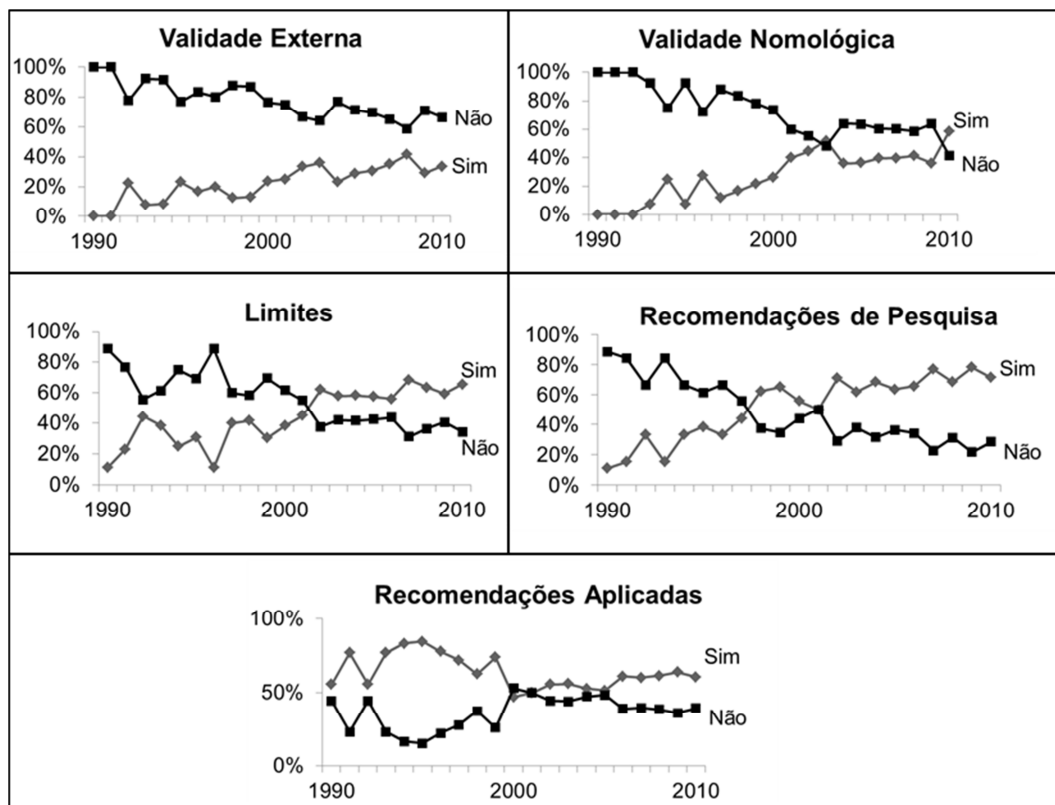 Validade Externa
100%
80%
60%
40%
20%
0%
Não
Sim
1990
2000
2010
Validade Nomológica
100%
80%
60%
40%
20%
0%
Sim
Não
1990
2000
2010
Limites
100%
80%
60%
40%
20%
0%
Sim
Não
1990
2000
2010
Recomendações de Pesquisa
100%
80%
60%
40%
20%
0%
Sim
Não
1990
2000
2010
Recomendações Aplicadas
100%
50%
0%
Sim
Não
1990
2000
2010